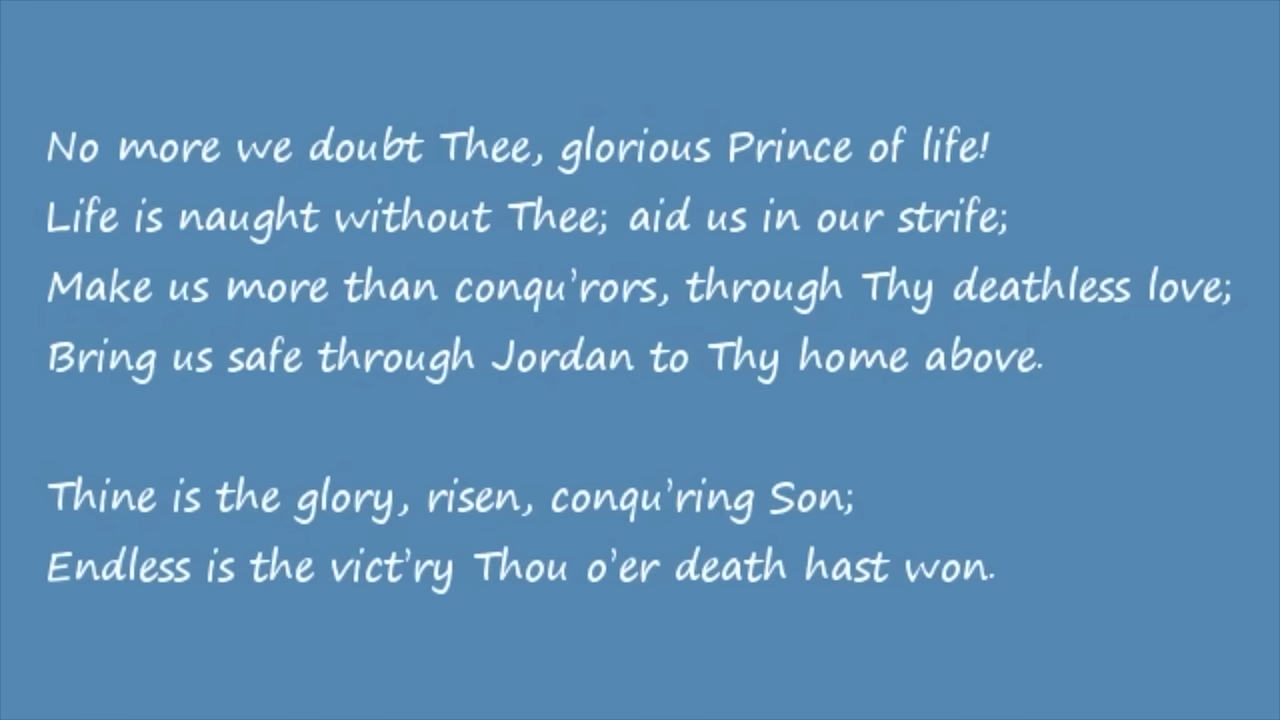 No more we doubt Thee, glorious Prince of life!
Life is naught without Thee; aid us in our strife;
Make us more than conqu’rors, through Thy deathless love;
Bring us safe through Jordan to Thy home above.
Thine is the glory, risen, conqu’ring Son;
Endless is the vict’ry Thou o’er death hast won.